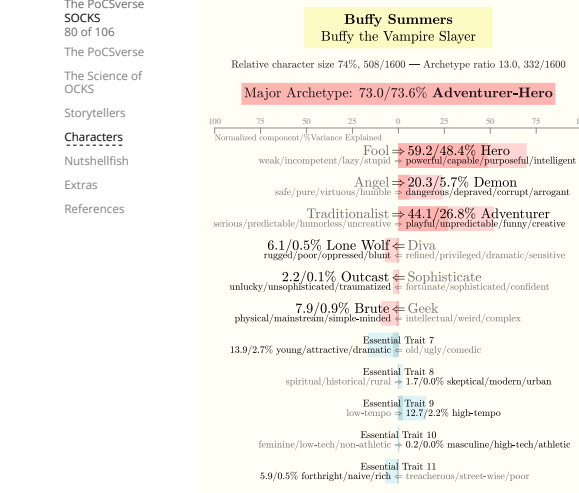 The PoCSverse
SOCKS
80 of 106
The PoCSverse
The Science of
OCKS
Storytellers
Characters
Nutshellfish
Extras
References
Buffy Summers
Buffy the Vampire Slayer
Relative character size 74%, 508/1600 — Archetype ratio 13.0, 332/1600
Major Archetype: 73.0/73.6% Adventurer-Hero
100 75 50 25 0 25 50 75
Normalized component/%Variance Explained
Fool ⇒ 59.2/48.4% Hero
weak/incompetent/lazy/stupid ⇒ powerful/capable/purposeful/intelligent
Angel ⇒ 20.3/5.7% Demon
safe/pure/virtuous/humble ⇒ dangerous/depraved/corrupt/arrogant
Traditionalist ⇒ 44.1/26.8% Adventurer
serious/predictable/humorless/uncreative ⇒ playful/unpredictable/funny/creative
6.1/0.5% Lone Wolf ⇐ Diva
rugged/poor/oppressed/blunt ⇐ refined/privileged/dramatic/sensitive
2.2/0.1% Outcast ⇐ Sophisticate
unlucky/unsophisticated/traumatized ⇐ fortunate/sophisticated/confident
7.9/0.9% Brute ⇐ Geek
physical/mainstream/simple-minded ⇐ intellectual/weird/complex
Essential Trait 7
13.9/2.7% young/attractive/dramatic ⇐ old/ugly/comedic
Essential Trait 8
spiritual/historical/rural ⇒ 1.7/0.0% skeptical/modern/urban
Essential Trait 9
low-tempo ⇒ 12.7/2.2% high-tempo
Essential Trait 10
feminine/low-tech/non-athletic ⇒ 0.2/0.0% masculine/high-tech/athletic
Essential Trait 11
5.9/0.5% forthright/naive/rich ⇐ treacherous/street-wise/poor